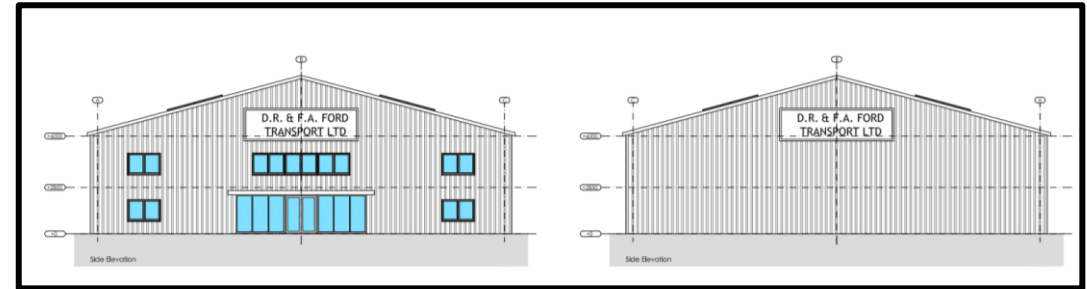 D.R. & F.A. FORD
TRANSPORT LTD
Side Elevation
D.R. & F.A. FORD
TRANSPORT LTD
Side Elevation